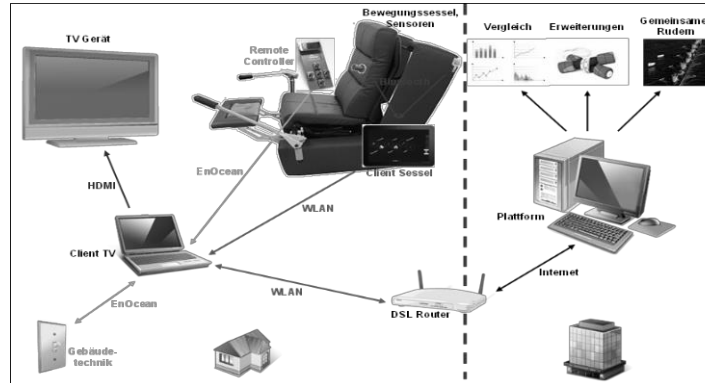 Bewegungssessel,
Sensoren
TV Gerät
Remote
Controller
Vergleich
Erweiterungen
Gemeinsames
Rudern
HDMI
EnOcean
Client Sessel
WLAN
Plattform
Client TV
Internet
WLAN
EnOcean
DSL Router
Gebäude-
technik